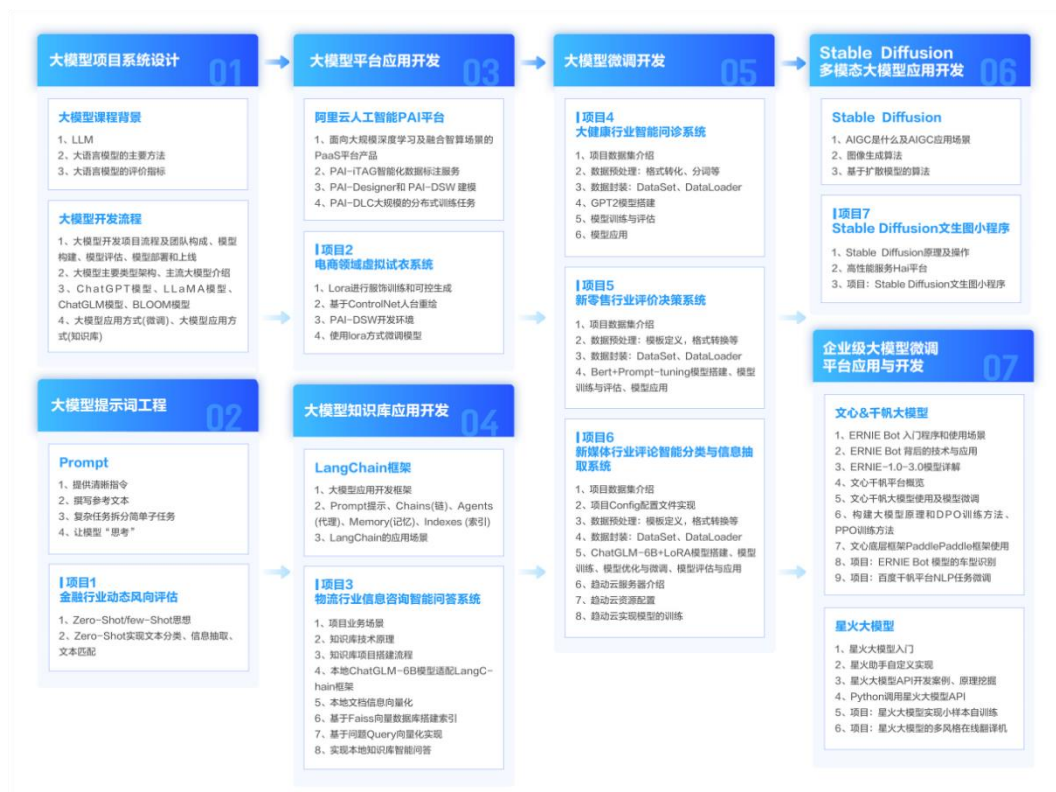 大模型项目系统设计
01
大模型课程背景
1、LLM
2、大语言模型的主要方法
3、大语言模型的评价指标
大模型开发流程
1、大模型开发项目流程及团队构成、模型
构建、模型评估、模型部署和上线
2、大模型主要类型架构、主流大模型介绍
3、ChatGPT模型、LLaMA模型、
ChatGLM模型、BLOOM模型
4、大模型应用方式(微调)、大模型应用方
式(知识库)
大模型提示词工程
02
Prompt
1、提供清晰指令
2、撰写参考文本
3、复杂任务拆分简单子任务
4、让模型“思考”
项目1
金融行业动态风向评估
1、Zero-Shot/few-Shot思想
2、Zero-Shot实现文本分类、信息抽取、
文本匹配
大模型平台应用开发
03
阿里云人工智能PAI平台
1、面向大规模深度学习及融合智算场景的
PaaS平台产品
2、PAI-iTAG智能化数据标注服务
3、PAI-Designer和 PAI-DSW 建模
4、PAI-DLC大规模的分布式训练任务
项目2
电商领域虚拟试衣系统
1、Lora进行服饰训练和可控生成
2、基于ControlNet人台重绘
3、PAI-DSW开发环境
4、使用lora方式微调模型
大模型知识库应用开发
04
LangChain框架
1、大模型应用开发框架
2、Prompt提示、Chains(链)、Agents
(代理)、Memory(记忆)、Indexes (索引)
3、LangChain的应用场景
项目3
物流行业信息咨询智能问答系统
1、项目业务场景
2、知识库技术原理
3、知识库项目搭建流程
4、本地ChatGLM-6B模型适配LangC-
hain框架
5、本地文档信息向量化
6、基于Faiss向量数据库搭建索引
7、基于问题Query向量化实现
8、实现本地知识库智能问答
大模型微调开发
05
项目4
大健康行业智能问诊系统
1、项目数据集介绍
2、数据预处理：格式转化、分词等
3、数据封装：DataSet、DataLoader
4、GPT2模型搭建
5、模型训练与评估
6、模型应用
项目5
新零售行业评价决策系统
1、项目数据集介绍
2、数据预处理：模板定义，格式转换等
3、数据封装：DataSet、DataLoader
4、Bert+Prompt-tuning模型搭建、模型
训练与评估、模型应用
项目6
新媒体行业评论智能分类与信息抽
取系统
1、项目数据集介绍
2、项目Config配置文件实现
3、数据预处理：模板定义，格式转换等
4、数据封装：DataSet、DataLoader
5、ChatGLM-6B+LoRA模型搭建、模型
训练、模型优化与微调、模型评估与应用
6、趋动云服务器介绍
7、趋动云资源配置
8、趋动云实现模型的训练
Stable Diffusion
多模态大模型应用开发
06
Stable Diffusion
1、AIGC是什么及AIGC应用场景
2、图像生成算法
3、基于扩散模型的算法
项目7
Stable Diffusion文生图小程序
1、Stable Diffusion原理及操作
2、高性能服务Hai平台
3、项目：Stable Diffusion文生图小程序
企业级大模型微调
平台应用与开发
07
文心&千帆大模型
1、ERNIE Bot 入门程序和使用场景
2、ERNIE Bot 背后的技术与应用
3、ERNIE-1.0-3.0模型详解
4、文心千帆平台概览
5、文心千帆大模型使用及模型微调
6、构建大模型原理和DPO训练方法、
PPO训练方法
7、文心底层框架PaddlePaddle框架使用
8、项目：ERNIE Bot 模型的车型识别
9、项目：百度千帆平台NLP任务微调
星火大模型
1、星火大模型入门
2、星火助手自定义实现
3、星火大模型API开发案例、原理挖掘
4、Python调用星火大模型API
5、项目：星火大模型实现小样本自训练
6、项目：星火大模型的多风格在线翻译机